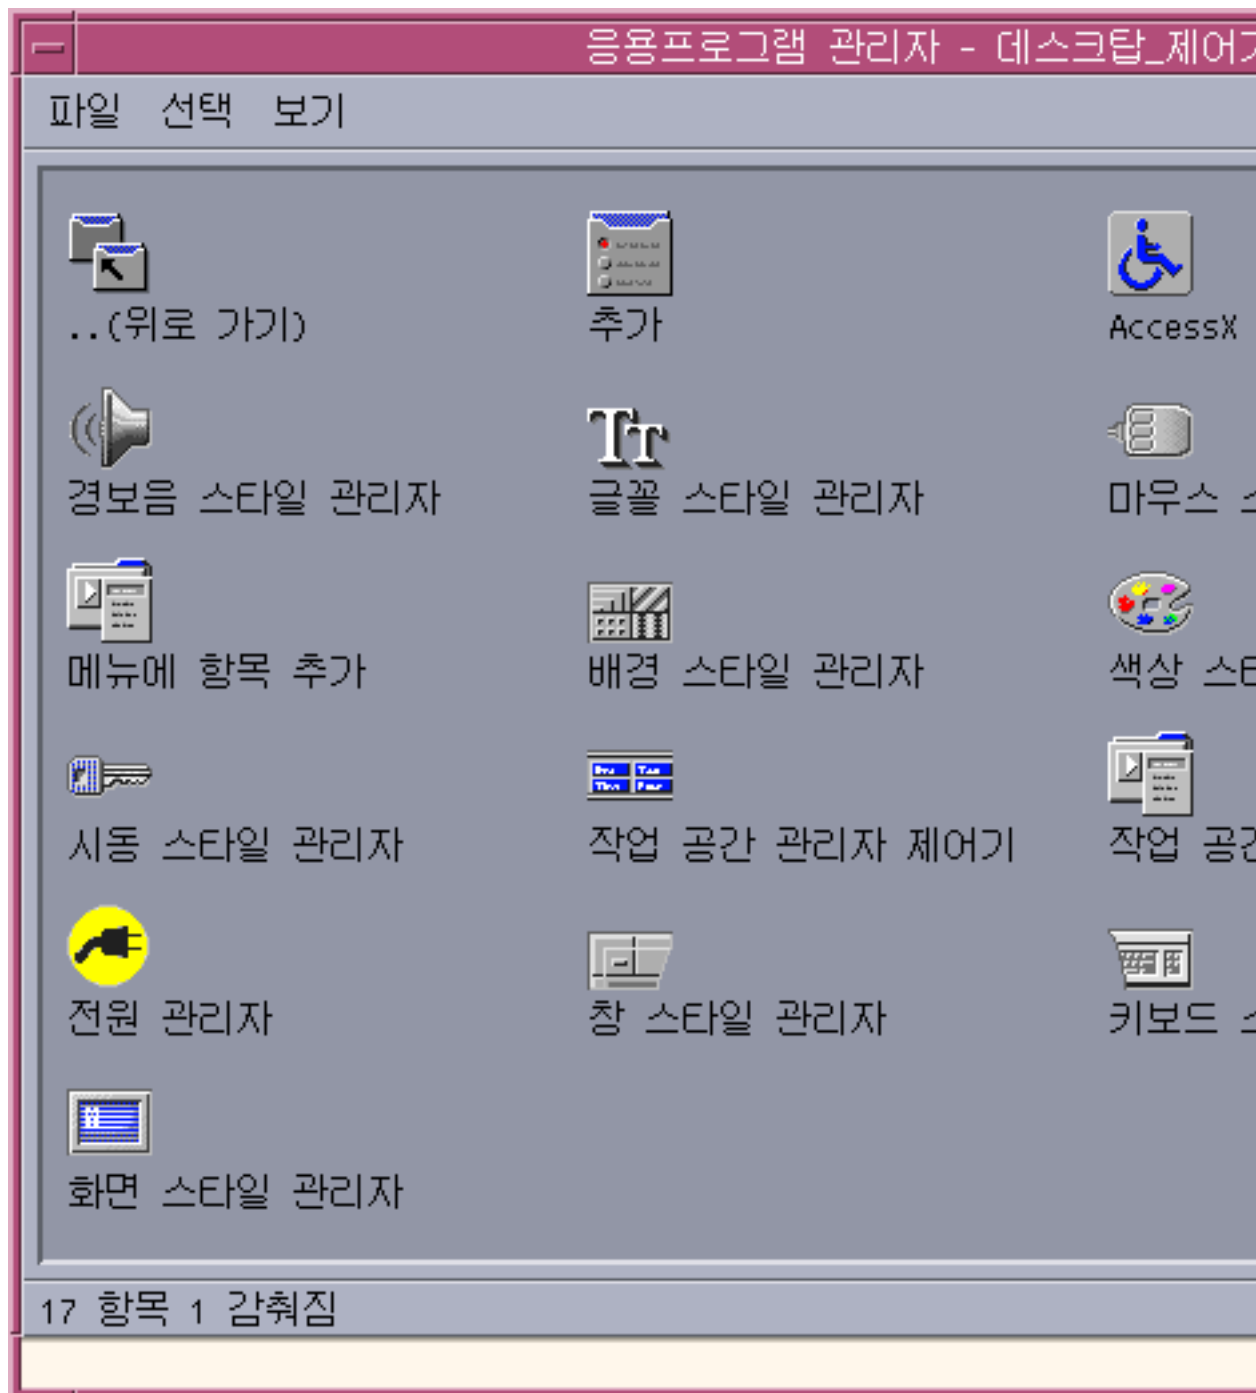 응용프로그램 관리자 - 데스크탑_제어
파일 선택 보기
..(위로 가기) 추가 AccessX
경보음 스타일 관리자 글꼴 스타일 관리자 마우스
메뉴에 항목 추가 배경 스타일 관리자 색상
시동 스타일 관리자 작업 공간 관리자 제어기 작업
전원 관리자 창 스타일 관리자 키보드
화면 스타일 관리자
17 항목 1 감춰짐